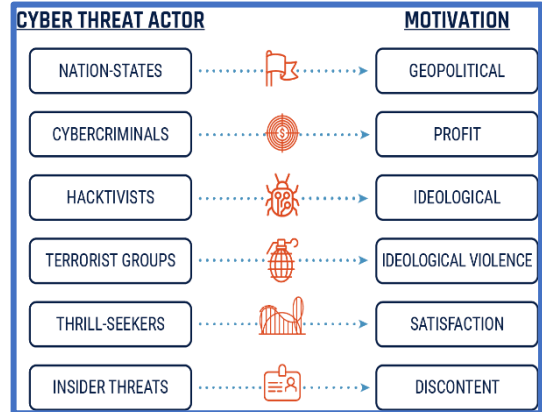 CYBER THREAT ACTOR MOTIVATION
NATION-STATES GEOPOLITICAL
CYBERCRIMINALS $ PROFIT
HACKTIVISTS IDEOLOGICAL
TERRORIST GROUPS IDEOLOGICAL VIOLENCE
THRILL-SEEKERS SATISFACTION
INSIDER THREATS DISCONTENT